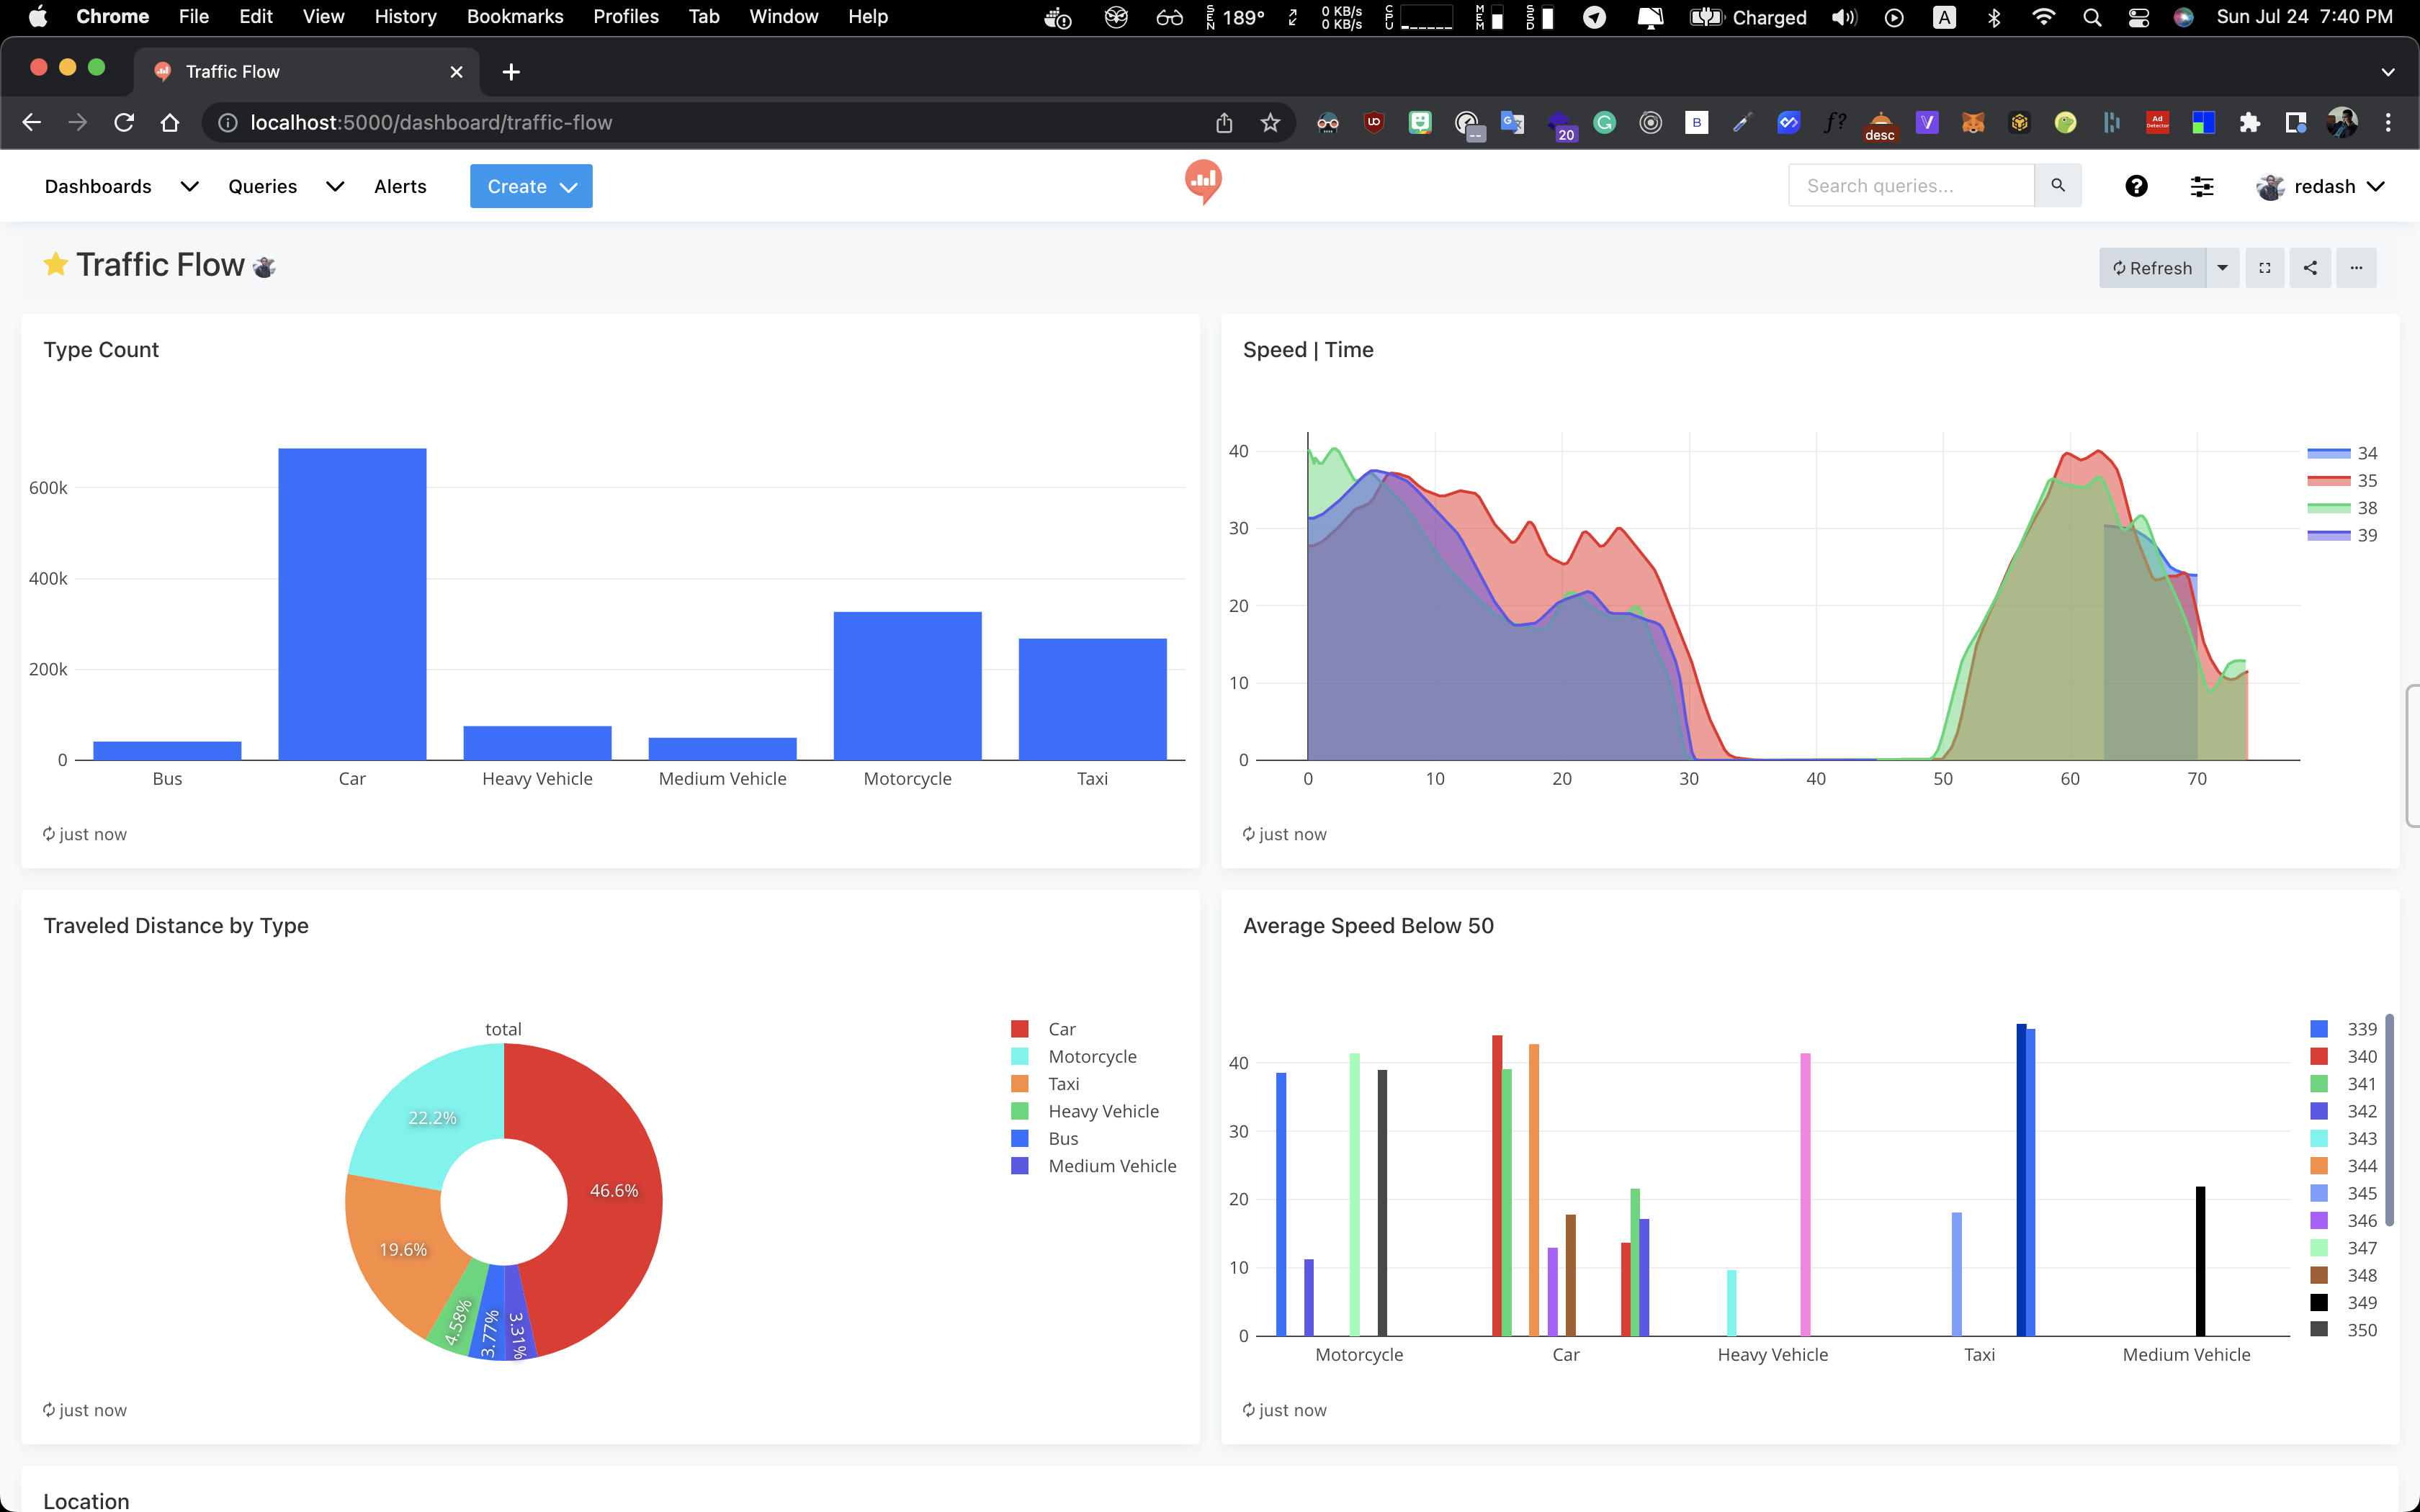 Chrome File Edit View History Bookmarks Profiles Tab Window Help SEN 189° 0 KB/s 0 KB/s CPU MEM SSD Charged A Sun Jul 24 7:40 PM
Traffic Flow
localhost:5000/dashboard/traffic-flow
20 desc
Dashboards Queries Alerts Create Search queries... redash
Traffic Flow
Refresh
Type Count
600k
400k
200k
0
Bus Car Heavy Vehicle Medium Vehicle Motorcycle Taxi
just now
Speed | Time
40
30
20
10
0
0 10 20 30 40 50 60 70
34
35
38
39
just now
Traveled Distance by Type
total
22.2%
46.6%
19.6%
4.58%
3.77%
3.31%
Car
Motorcycle
Taxi
Heavy Vehicle
Bus
Medium Vehicle
just now
Average Speed Below 50
40
30
20
10
0
Motorcycle Car Heavy Vehicle Taxi Medium Vehicle
339
340
341
342
343
344
345
346
347
348
349
350
just now
Location